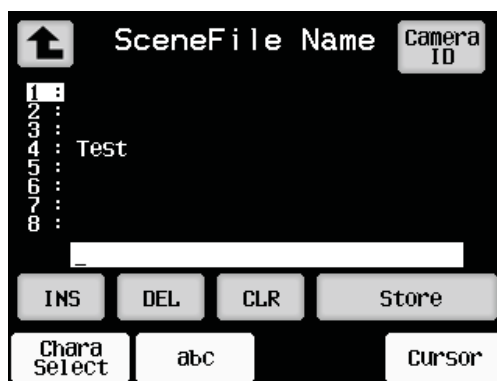 SceneFile Name
Camera
ID
1 :
2 :
3 :
4 : Test
5 :
6 :
7 :
8 :
_
INS DEL CLR Store
Chara
Select
abc
Cursor